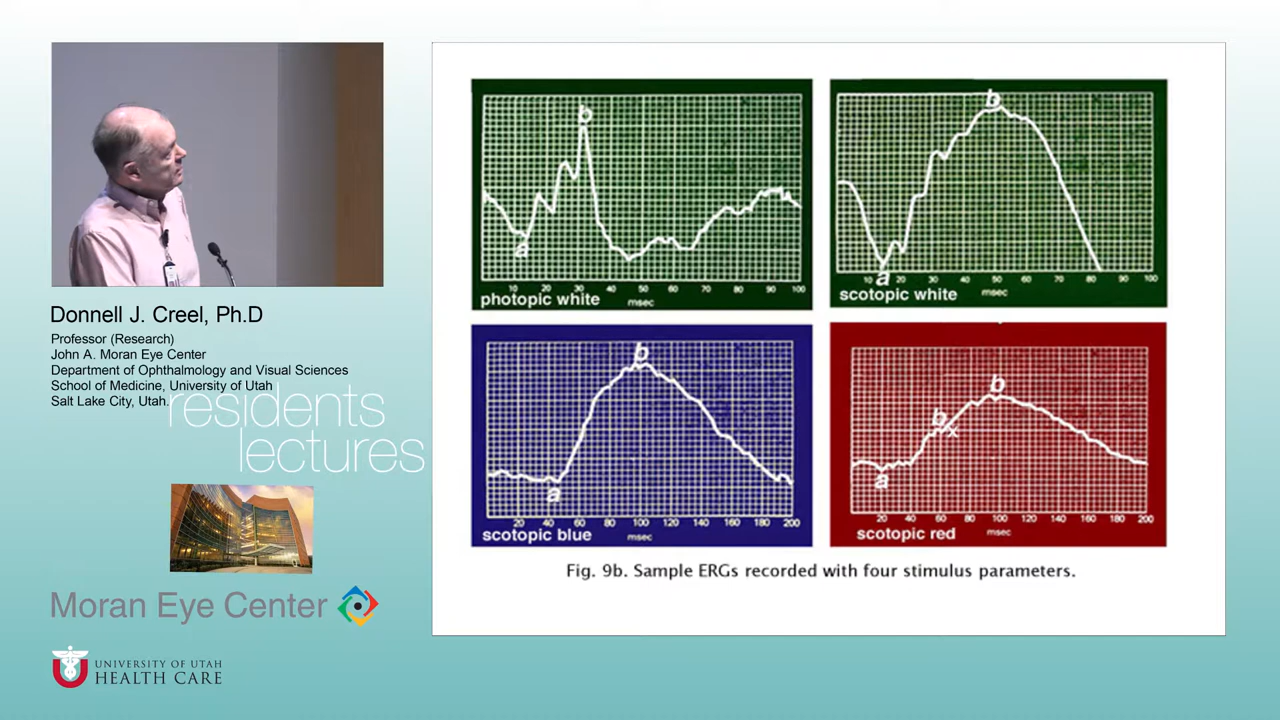 Donnell J. Creel, Ph.D
Professor (Research)
John A. Moran Eye Center
Department of Ophthalmology and Visual Sciences
School of Medicine, University of Utah
Salt Lake City, Utah.
residents
lectures
Moran Eye Center
UNIVERSITY OF UTAH
HEALTH CARE
b
a
10 20 30 40 50 60 70 80 90 100
photopic white msec
b
a
10 20 30 40 50 60 70 80 90 100
scotopic white msec
b
a
20 40 60 80 100 120 140 160 200
scotopic blue msec
b
b
x
a
20 40 60 80 100 120 140 160 200
scotopic red msec
Fig. 9b. Sample ERGs recorded with four stimulus parameters.